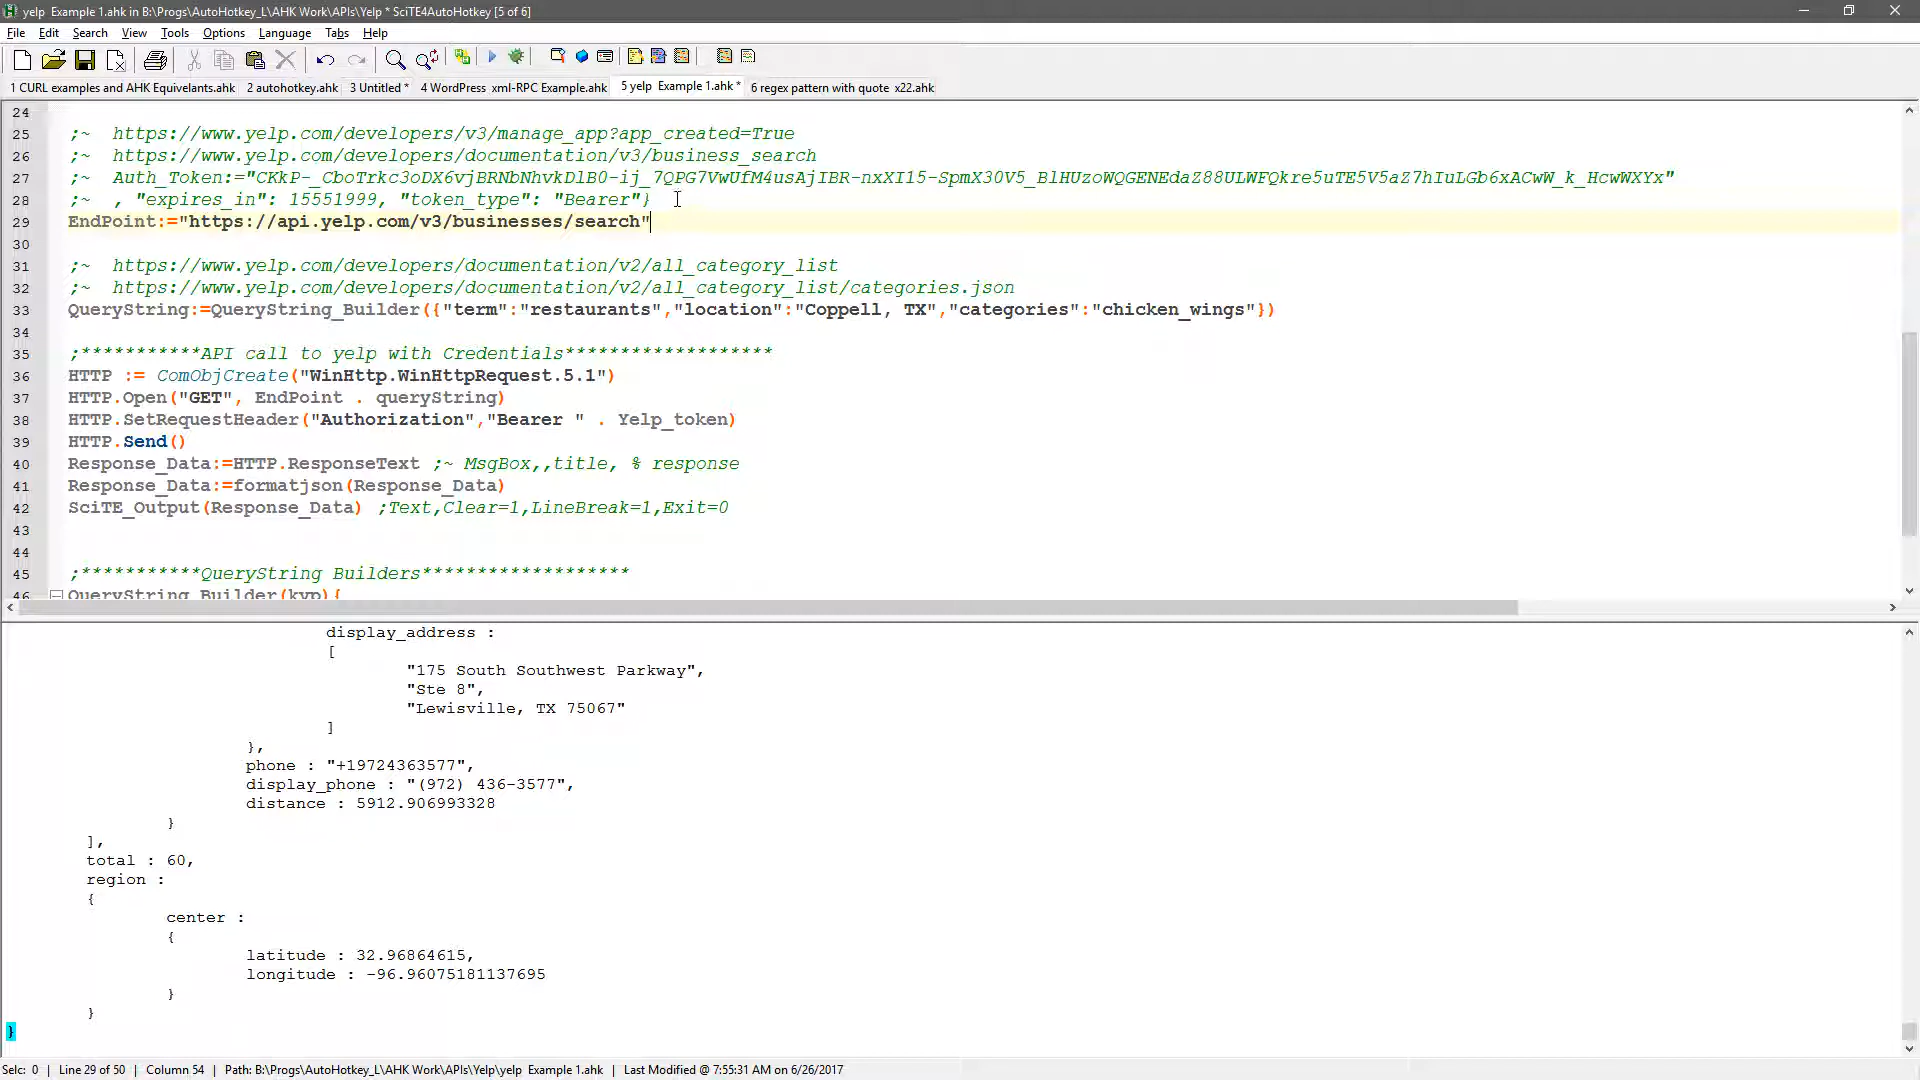 yelp Example 1.ahk in B:\Progs\AutoHotkey_L\AHK Work\APIs\Yelp * SciTE4AutoHotkey [5 of 6]
File Edit Search View Tools Options Language Tabs Help
1 CURL examples and AHK Equivelants.ahk 2 autohotkey.ahk 3 Untitled * 4 WordPress xml-RPC Example.ahk 5 yelp Example 1.ahk * 6 regex pattern with quote x22.ahk
24
25 ;~ https://www.yelp.com/developers/v3/manage_app?app_created=True
26 ;~ https://www.yelp.com/developers/documentation/v3/business_search
27 ;~ Auth_Token:="CKkP-_CboTrkc3oDX6vjBRNbNhvkDlB0-ij_7QPG7VwUfM4usAjIBR-nxXI15-SpmX30V5_BlHUzoWQGENEdaZ88ULWFQkre5uTE5V5aZ7hIuLGb6xACwW_k_HcwWXYx"
28 ;~ , "expires_in": 15551999, "token_type": "Bearer"}
29 EndPoint:="https://api.yelp.com/v3/businesses/search"
30
31 ;~ https://www.yelp.com/developers/documentation/v2/all_category_list
32 ;~ https://www.yelp.com/developers/documentation/v2/all_category_list/categories.json
33 QueryString:=QueryString_Builder({"term":"restaurants","location":"Coppell, TX","categories":"chicken_wings"})
34
35 ;***********API call to yelp with Credentials*******************
36 HTTP := ComObjCreate("WinHttp.WinHttpRequest.5.1")
37 HTTP.Open("GET", EndPoint . queryString)
38 HTTP.SetRequestHeader("Authorization","Bearer " . Yelp_token)
39 HTTP.Send()
40 Response_Data:=HTTP.ResponseText ;~ MsgBox,,title, % response
41 Response_Data:=formatjson(Response_Data)
42 SciTE_Output(Response_Data) ;Text,Clear=1,LineBreak=1,Exit=0
43
44
45 ;***********QueryString Builders*******************
46 QueryString_Builder(kvp){
display_address :
[
"175 South Southwest Parkway",
"Ste 8",
"Lewisville, TX 75067"
]
},
phone : "+19724363577",
display_phone : "(972) 436-3577",
distance : 5912.906993328
}
],
total : 60,
region :
{
center :
{
latitude : 32.96864615,
longitude : -96.96075181137695
}
}
}
Selc: 0 | Line 29 of 50 | Column 54 | Path: B:\Progs\AutoHotkey_L\AHK Work\APIs\Yelp\yelp Example 1.ahk | Last Modified @ 7:55:31 AM on 6/26/2017